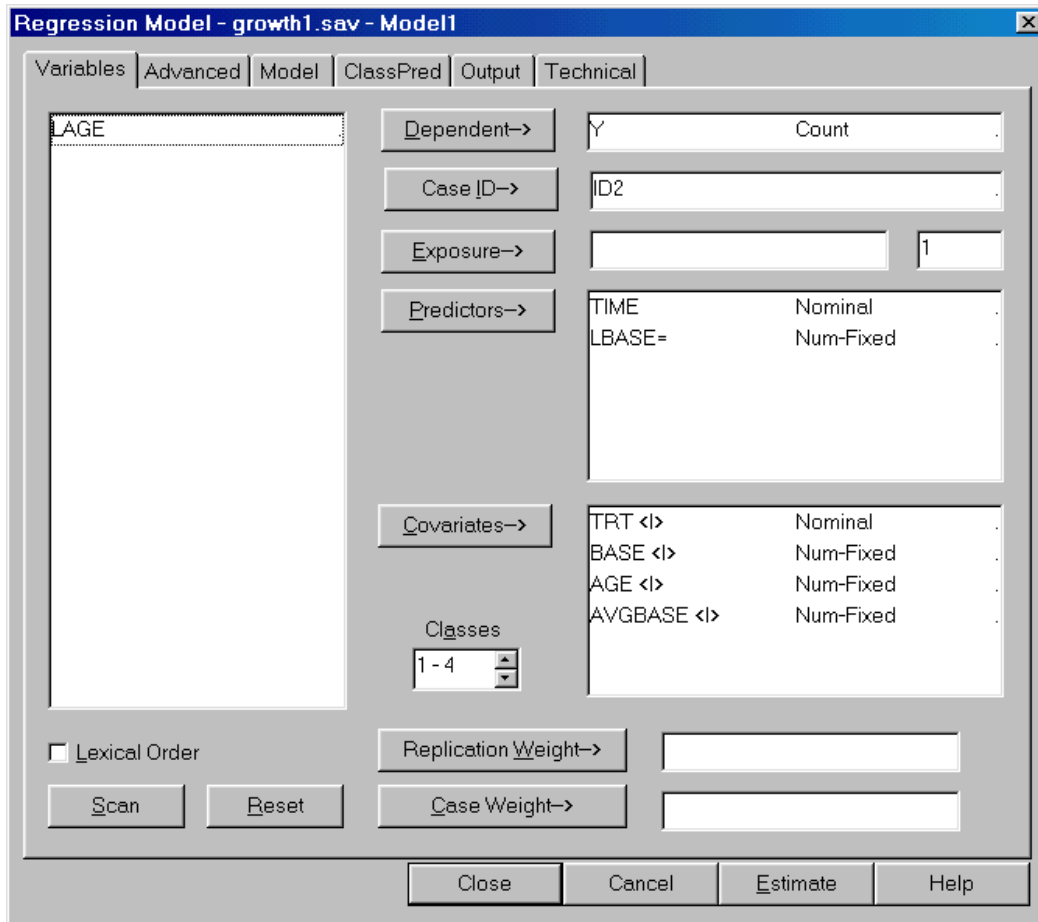 Regression Model - growth1.sav - Model1
Variables Advanced Model ClassPred Output Technical
LAGE .
Dependent-->
Y Count .
Case ID-->
ID2 .
Exposure-->
1
Predictors-->
TIME Nominal .
LBASE= Num-Fixed .
Covariates-->
TRT <I> Nominal .
BASE <I> Num-Fixed .
AGE <I> Num-Fixed .
AVGBASE <I> Num-Fixed .
Classes
1 - 4
Lexical Order
Replication Weight-->
Scan Reset
Case Weight-->
Close Cancel Estimate Help